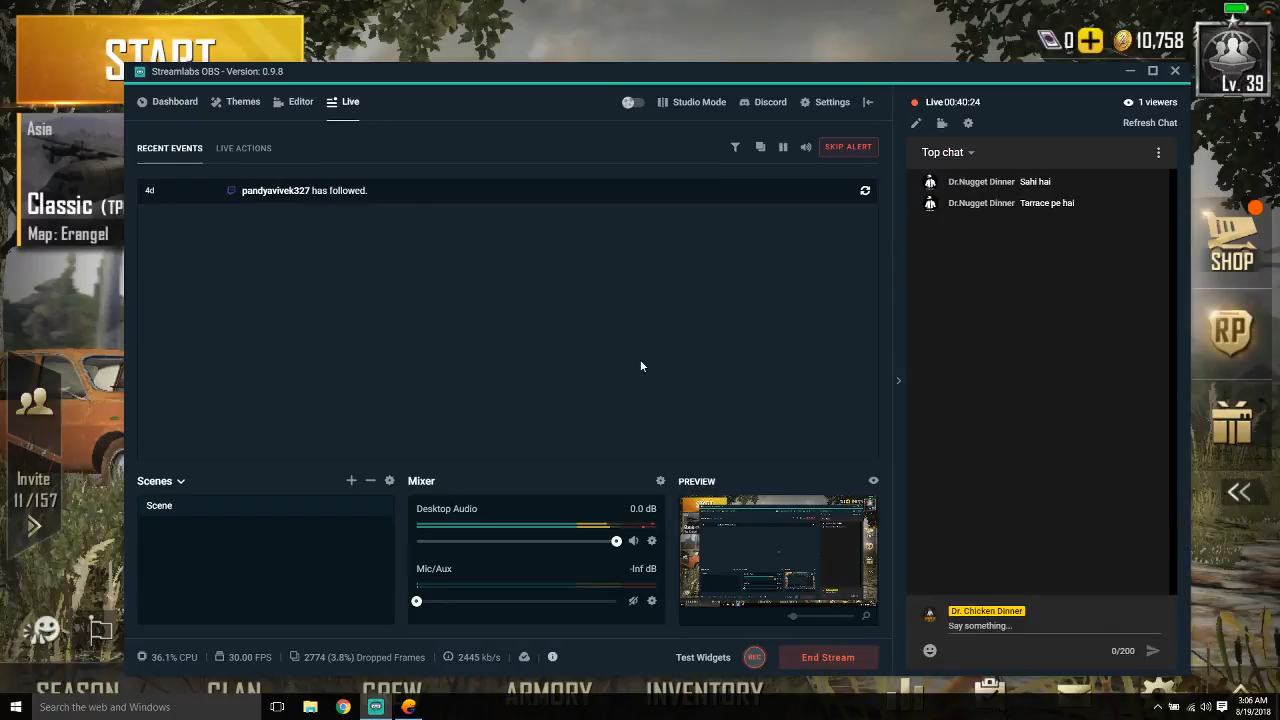 START
0
10,758
Lv. 39
Streamlabs OBS - Version: 0.9.8
Dashboard
Themes
Editor
Live
Studio Mode
Discord
Settings
Live 00:40:24
1 viewers
Refresh Chat
Asia
Classic (TP
Map: Erangel
RECENT EVENTS
LIVE ACTIONS
SKIP ALERT
4d
pandyavivek327 has followed.
Top chat
Dr.Nugget Dinner Sahi hai
Dr.Nugget Dinner Tarrace pe hai
SHOP
RP
Invite
11/157
Scenes
Scene
Mixer
Desktop Audio
0.0 dB
Mic/Aux
-Inf dB
PREVIEW
Dr. Chicken Dinner
Say something...
0/200
36.1% CPU
30.00 FPS
2774 (3.8%) Dropped Frames
2445 kb/s
Test Widgets
REC
End Stream
SEASON
CLAN
CREW
ARMORY
INVENTORY
Search the web and Windows
3:06 AM
8/19/2018